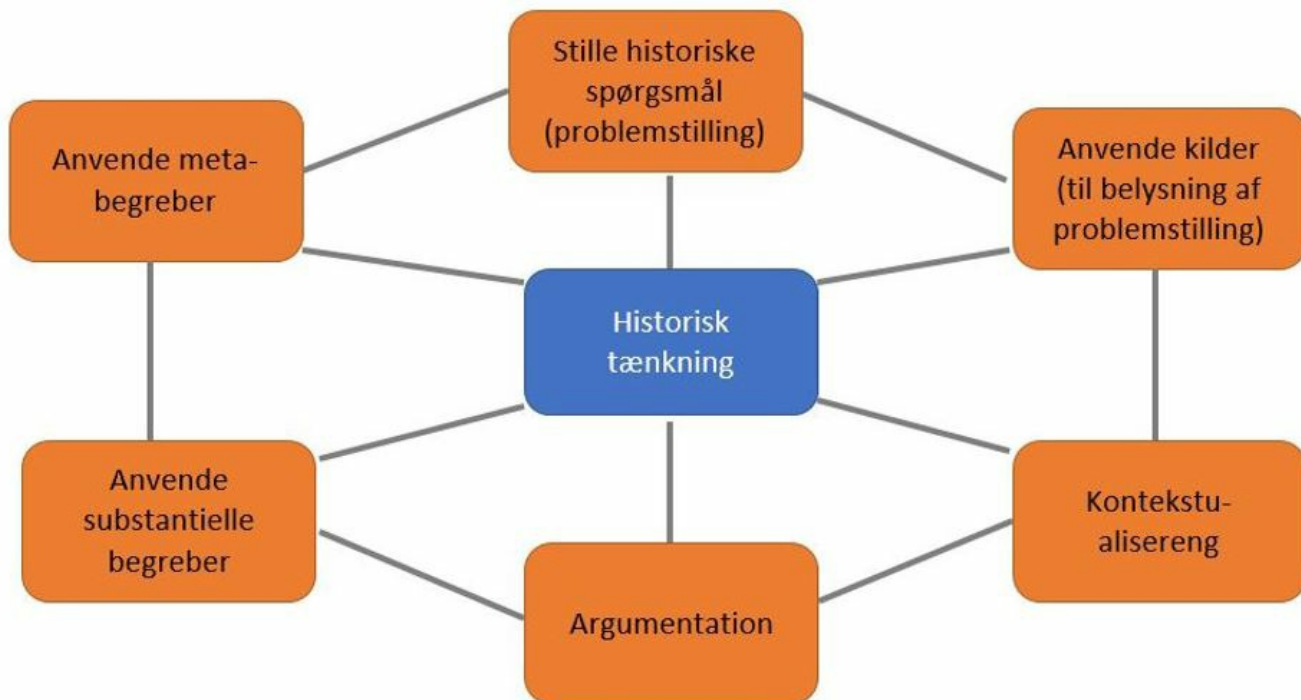 Stille historiske
spørgsmål
(problemstilling)
Anvende meta-
begreber
Anvende kilder
(til belysning af
problemstilling)
Historisk
tænkning
Anvende
substantielle
begreber
Kontekstu-
alisereng
Argumentation